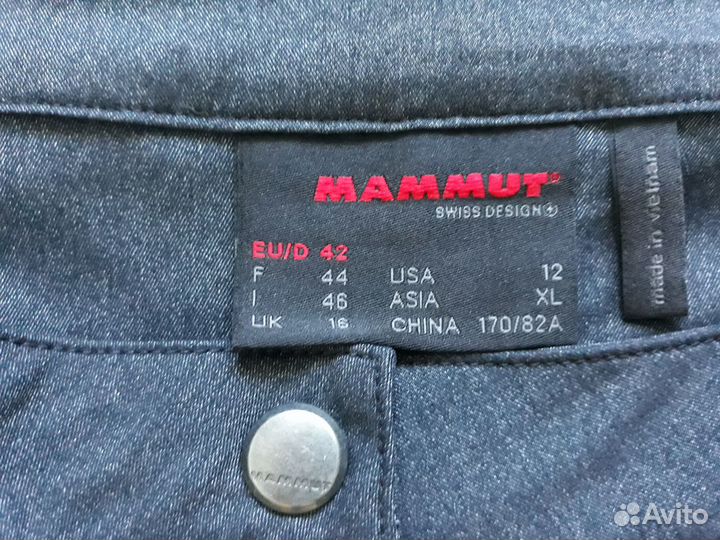 MAMMUT®
SWISS DESIGN
EU/D 42
F 44 USA 12
I 46 ASIA XL
UK 16 CHINA 170/82A
made in vietnam
MAMMUT
Avito